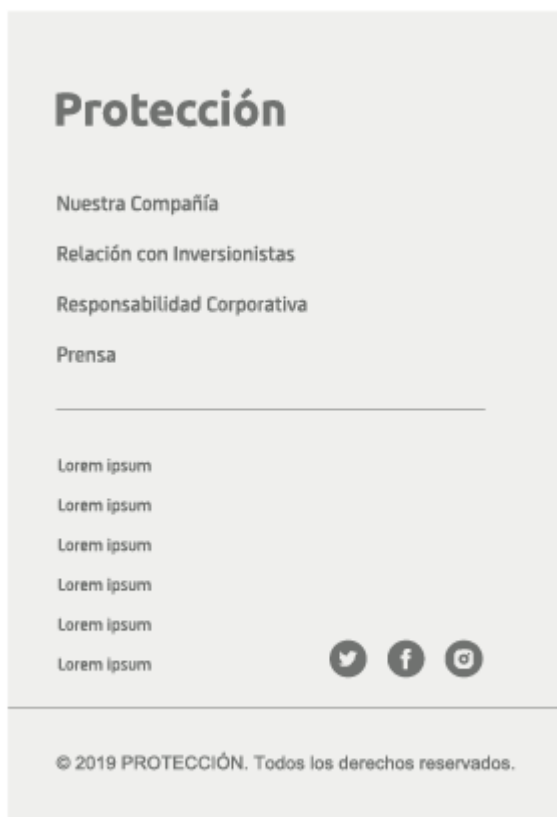 Protección
Nuestra Compañía
Relación con Inversionistas
Responsabilidad Corporativa
Prensa
Lorem ipsum
Lorem ipsum
Lorem ipsum
Lorem ipsum
Lorem ipsum
Lorem ipsum
© 2019 PROTECCIÓN. Todos los derechos reservados.